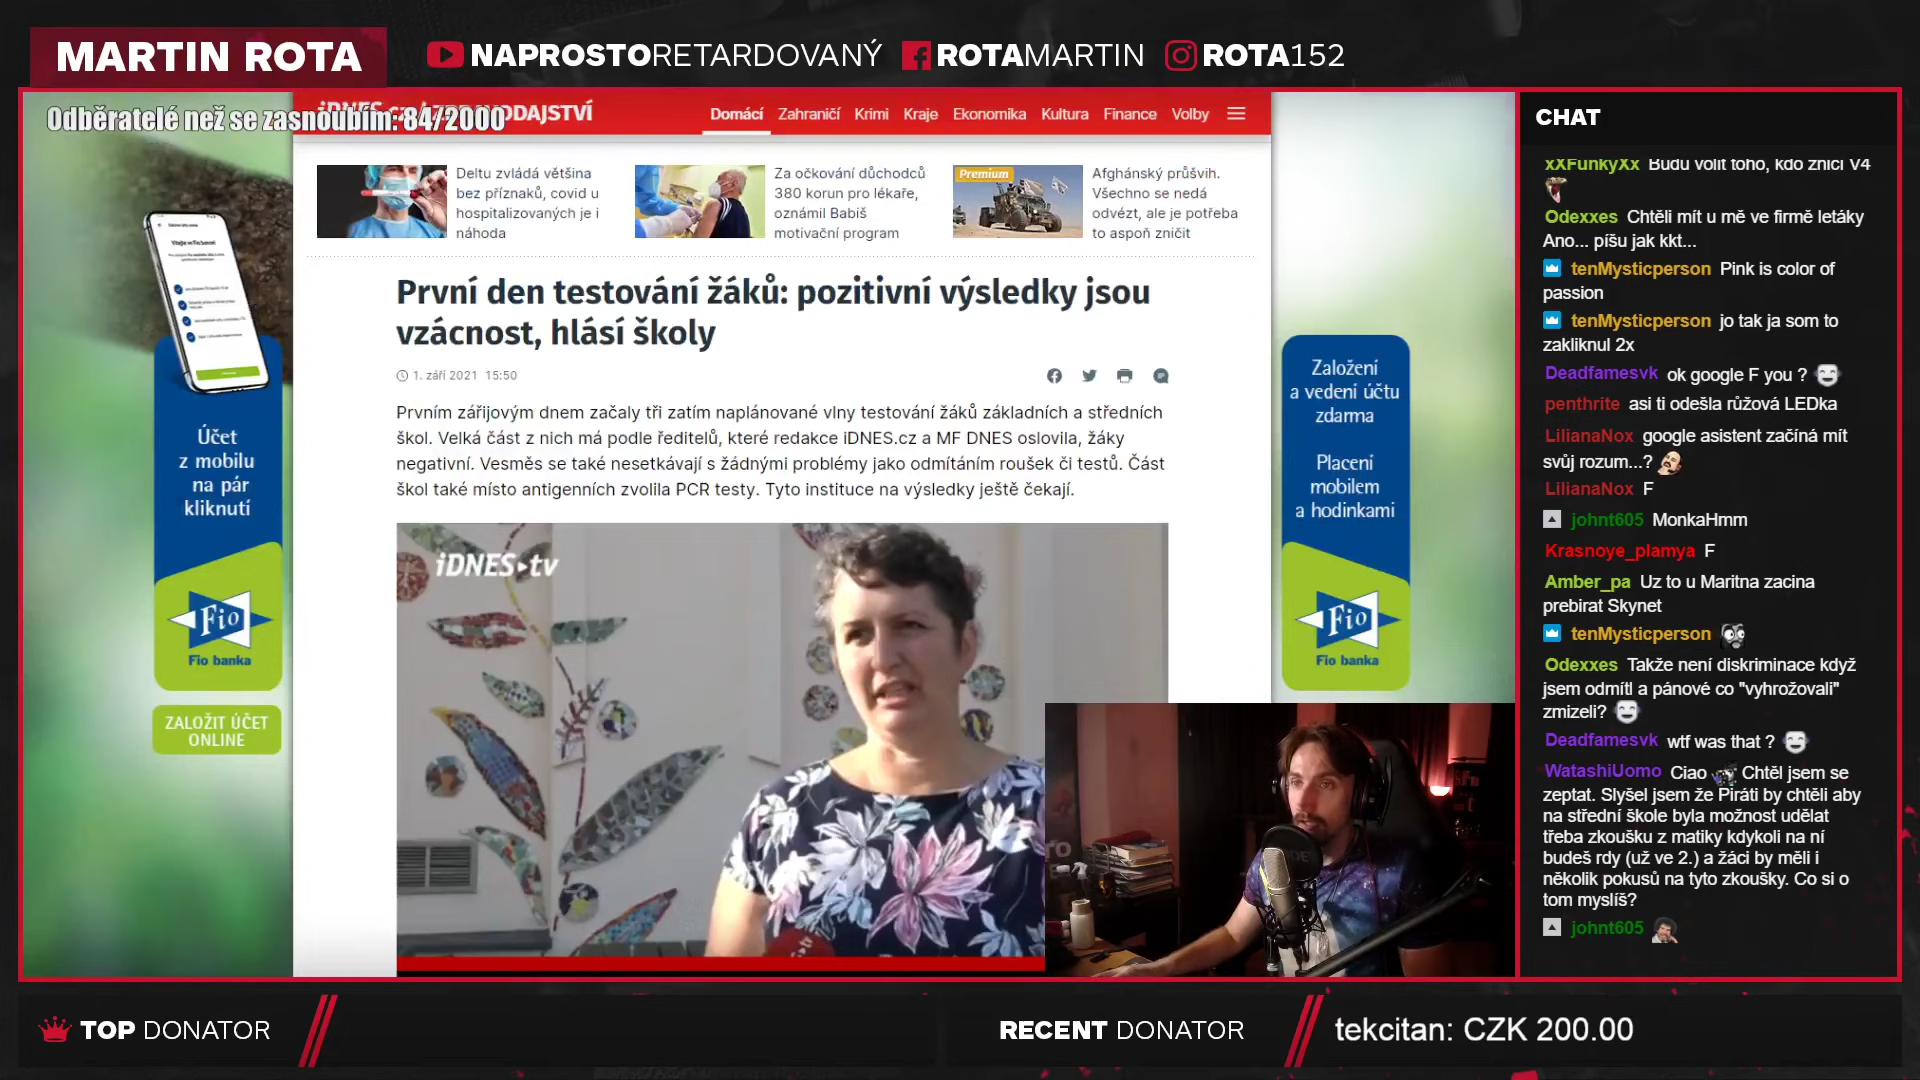 MARTIN ROTA
NAPROSTORETARDOVANÝ
ROTAMARTIN
ROTA152
Odběratelé než se zasnoubím: 84/2000
Domácí Zahraničí Krimi Kraje Ekonomika Kultura Finance Volby
Deltu zvládá většina
bez příznaků, covid u
hospitalizovaných je i
náhoda
Za očkování důchodců
380 korun pro lékaře,
oznámil Babiš
motivační program
Premium
Afghánský průšvih.
Všechno se nedá
odvézt, ale je potřeba
to aspoň zničit
První den testování žáků: pozitivní výsledky jsou
vzácnost, hlásí školy
1. září 2021 15:50
Prvním zářijovým dnem začaly tři zatím naplánované vlny testování žáků základních a středních
škol. Velká část z nich má podle ředitelů, které redakce iDNES.cz a MF DNES oslovila, žáky
negativní. Vesměs se také nesetkávají s žádnými problémy jako odmítáním roušek či testů. Část
škol také místo antigenních zvolila PCR testy. Tyto instituce na výsledky ještě čekají.
iDNES tv
Účet
z mobilu
na pár
kliknutí
Fio
Fio banka
ZALOŽIT ÚČET
ONLINE
Založení
a vedení účtu
zdarma
Placení
mobilem
a hodinkami
Fio
Fio banka
CHAT
xXFunkyXx Budu volit toho, kdo zničí V4
Odexxes Chtěli mít u mě ve firmě letáky
Ano... píšu jak kkt...
tenMysticperson Pink is color of
passion
tenMysticperson jo tak ja som to
zakliknul 2x
Deadfamesvk ok google F you ?
penthrite asi ti odešla růžová LEDka
LilianaNox google asistent začíná mít
svůj rozum...?
LilianaNox F
johnt605 MonkaHmm
Krasnoye_plamya F
Amber_pa Uz to u Maritna zacina
prebirat Skynet
tenMysticperson
Odexxes Takže není diskriminace když
jsem odmítl a pánové co "vyhrožovali"
zmizeli?
Deadfamesvk wtf was that ?
WatashiUomo Ciao Chtěl jsem se
zeptat. Slyšel jsem že Piráti by chtěli aby
na střední škole byla možnost udělat
třeba zkoušku z matiky kdykoli na ní
budeš rdy (už ve 2.) a žáci by měli i
několik pokusů na tyto zkoušky. Co si o
tom myslíš?
johnt605
TOP DONATOR
RECENT DONATOR
tekcitan: CZK 200.00